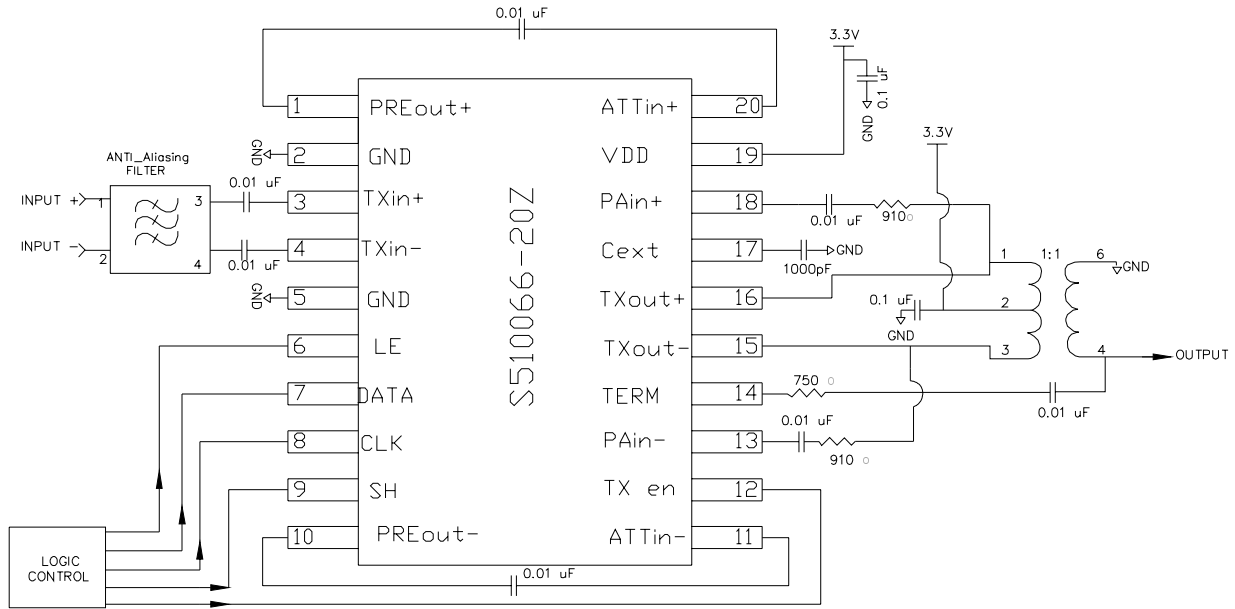 0.01 uF
3.3V
0.1 uF
GND
1 PREout+ ATTin+ 20
GND 2 GND VDD 19
3.3V
ANTI_Aliasing
FILTER
0.01 uF
INPUT + 1 3
3 TXin+ PAin+ 18
0.01 uF
910 O
INPUT - 2 4
0.01 uF
4 TXin- Cext 17
GND
1000pF
1 1:1 6
GND
GND 5 GND TXout+ 16
0.1 uF
GND
2
6 LE TXout- 15
3 4
OUTPUT
S510066-20Z
7 DATA TERM 14
750 O
0.01 uF
8 CLK PAin- 13
0.01 uF
910 O
9 SH TX en 12
10 PREout- ATTin- 11
LOGIC
CONTROL
0.01 uF